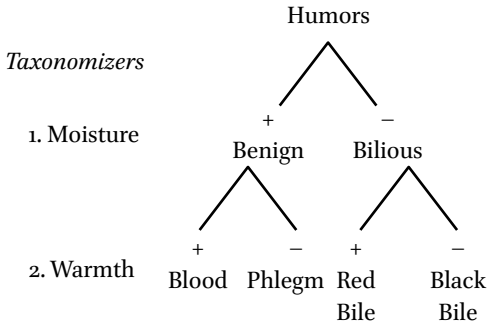 Humors
Taxonomizers
+ −
1. Moisture
Benign Bilious
+ − + −
2. Warmth
Blood Phlegm Red Black
Bile Bile